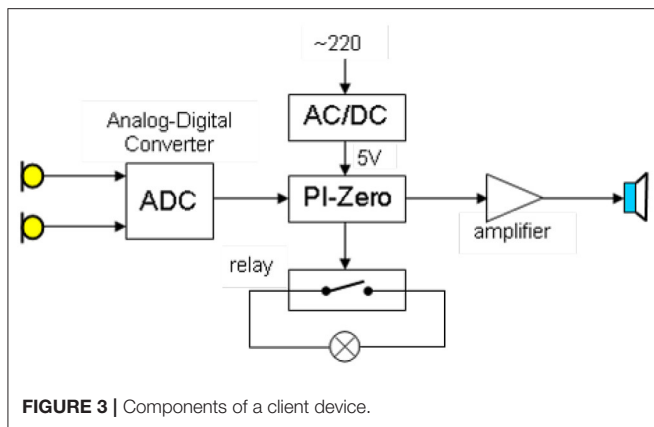 ~220
AC/DC
Analog-Digital
Converter
5V
ADC
PI-Zero
amplifier
relay
FIGURE 3 | Components of a client device.